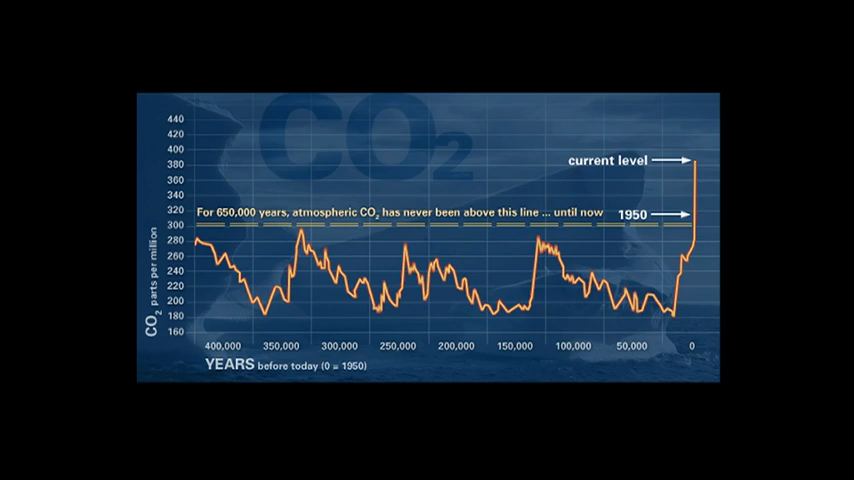 CO2
440
420
400
380
360
340
320
300
280
260
240
220
200
180
160
CO2 parts per million
current level
For 650,000 years, atmospheric CO2 has never been above this line ... until now
1950
400,000 350,000 300,000 250,000 200,000 150,000 100,000 50,000 0
YEARS before today (0 = 1950)